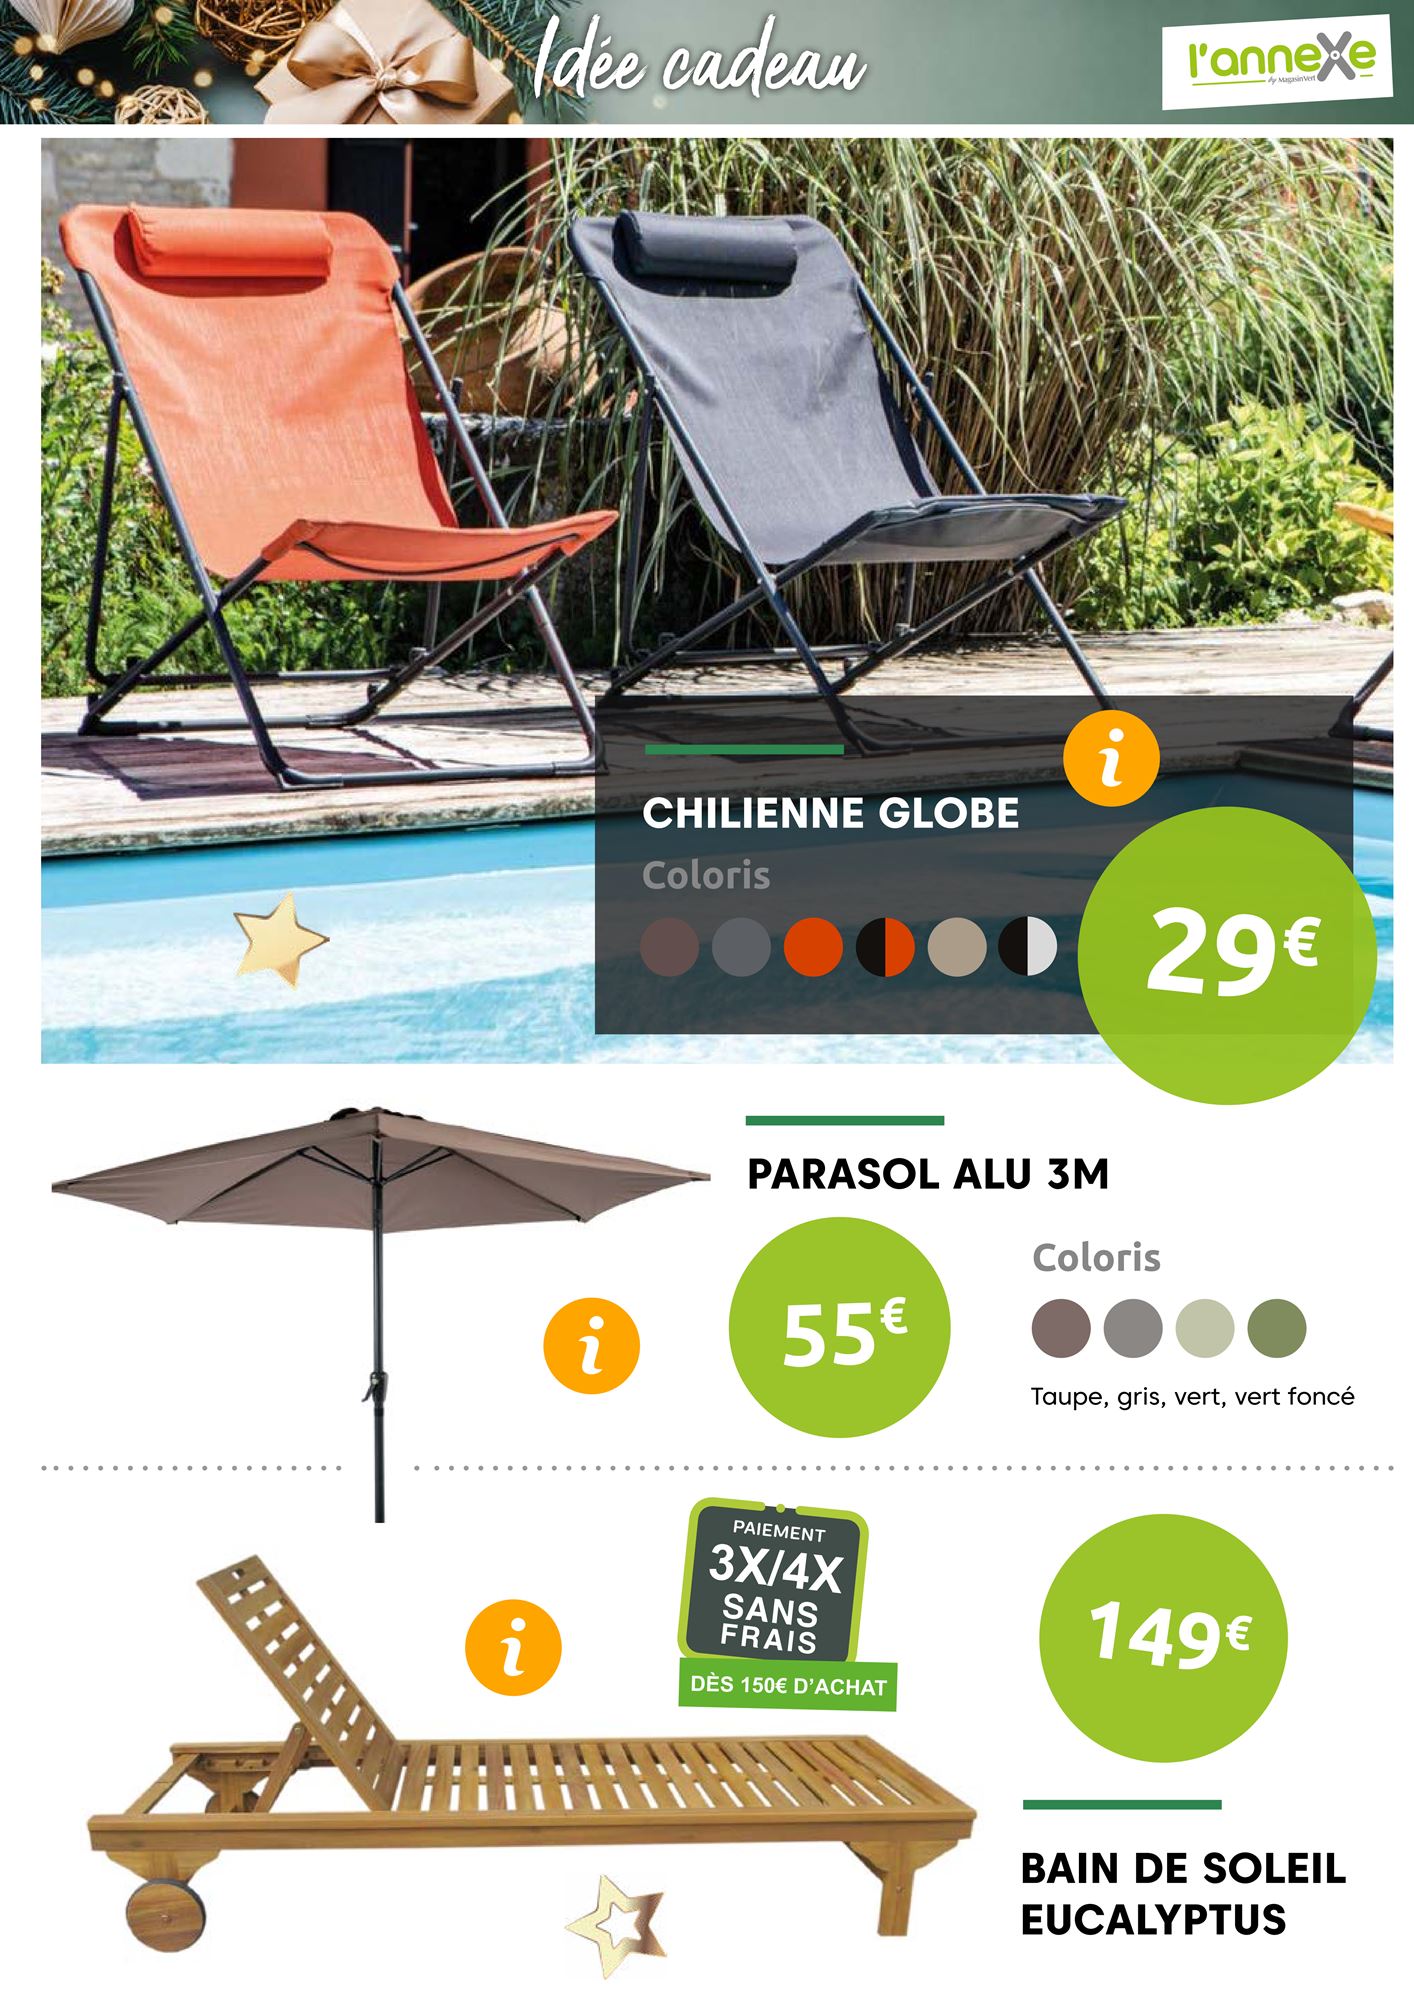 Idée cadeau
l'annexe
by MagasinVert
CHILIENNE GLOBE
Coloris
29€
PARASOL ALU 3M
55€
Coloris
Taupe, gris, vert, vert foncé
PAIEMENT
3X/4X
SANS
FRAIS
DÈS 150€ D'ACHAT
149€
BAIN DE SOLEIL
EUCALYPTUS